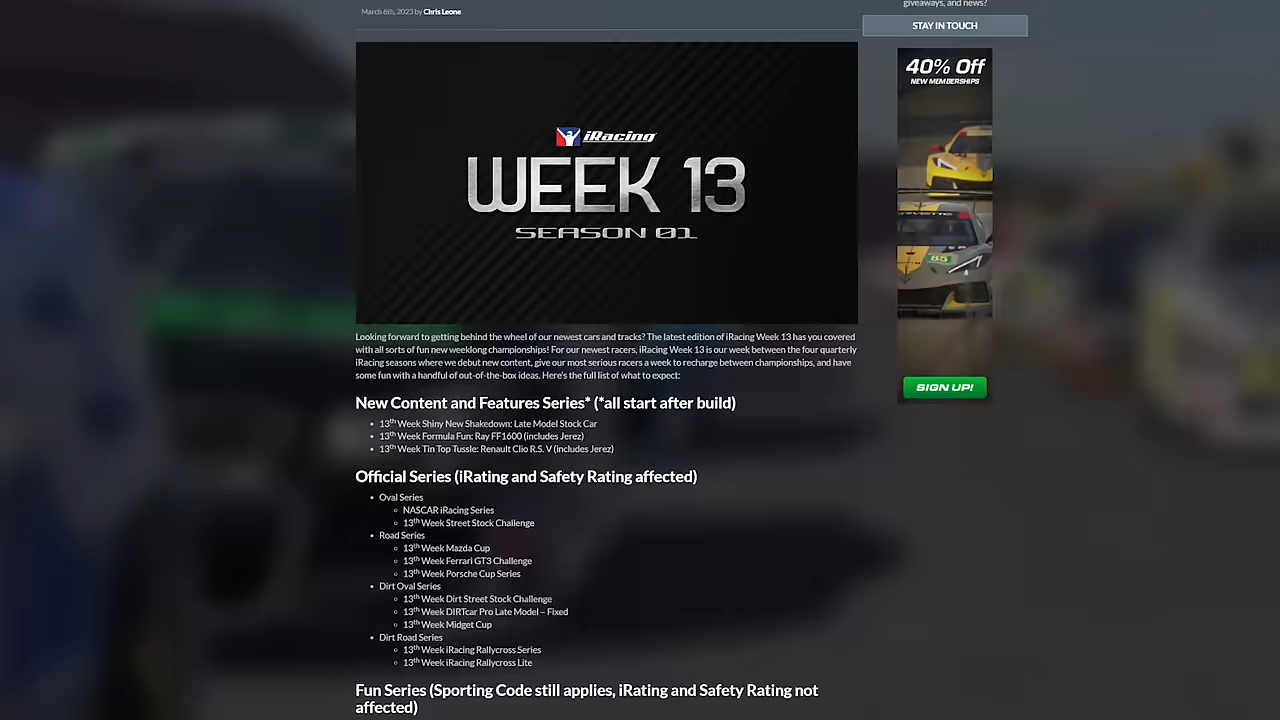 giveaways, and news?
March 6th, 2023 by Chris Leone
STAY IN TOUCH
40% Off
NEW MEMBERSHIPS
iRacing
WEEK 13
SEASON 01
CORVETTE
85
SIGN UP!
Looking forward to getting behind the wheel of our newest cars and tracks? The latest edition of iRacing Week 13 has you covered
with all sorts of fun new weeklong championships! For our newest racers, iRacing Week 13 is our week between the four quarterly
iRacing seasons where we debut new content, give our most serious racers a week to recharge between championships, and have
some fun with a handful of out-of-the-box ideas. Here's the full list of what to expect:
New Content and Features Series* (*all start after build)
• 13th Week Shiny New Shakedown: Late Model Stock Car
• 13th Week Formula Fun: Ray FF1600 (includes Jerez)
• 13th Week Tin Top Tussle: Renault Clio R.S. V (includes Jerez)
Official Series (iRating and Safety Rating affected)
• Oval Series
◦ NASCAR iRacing Series
◦ 13th Week Street Stock Challenge
• Road Series
◦ 13th Week Mazda Cup
◦ 13th Week Ferrari GT3 Challenge
◦ 13th Week Porsche Cup Series
• Dirt Oval Series
◦ 13th Week Dirt Street Stock Challenge
◦ 13th Week DIRTcar Pro Late Model – Fixed
◦ 13th Week Midget Cup
• Dirt Road Series
◦ 13th Week iRacing Rallycross Series
◦ 13th Week iRacing Rallycross Lite
Fun Series (Sporting Code still applies, iRating and Safety Rating not
affected)